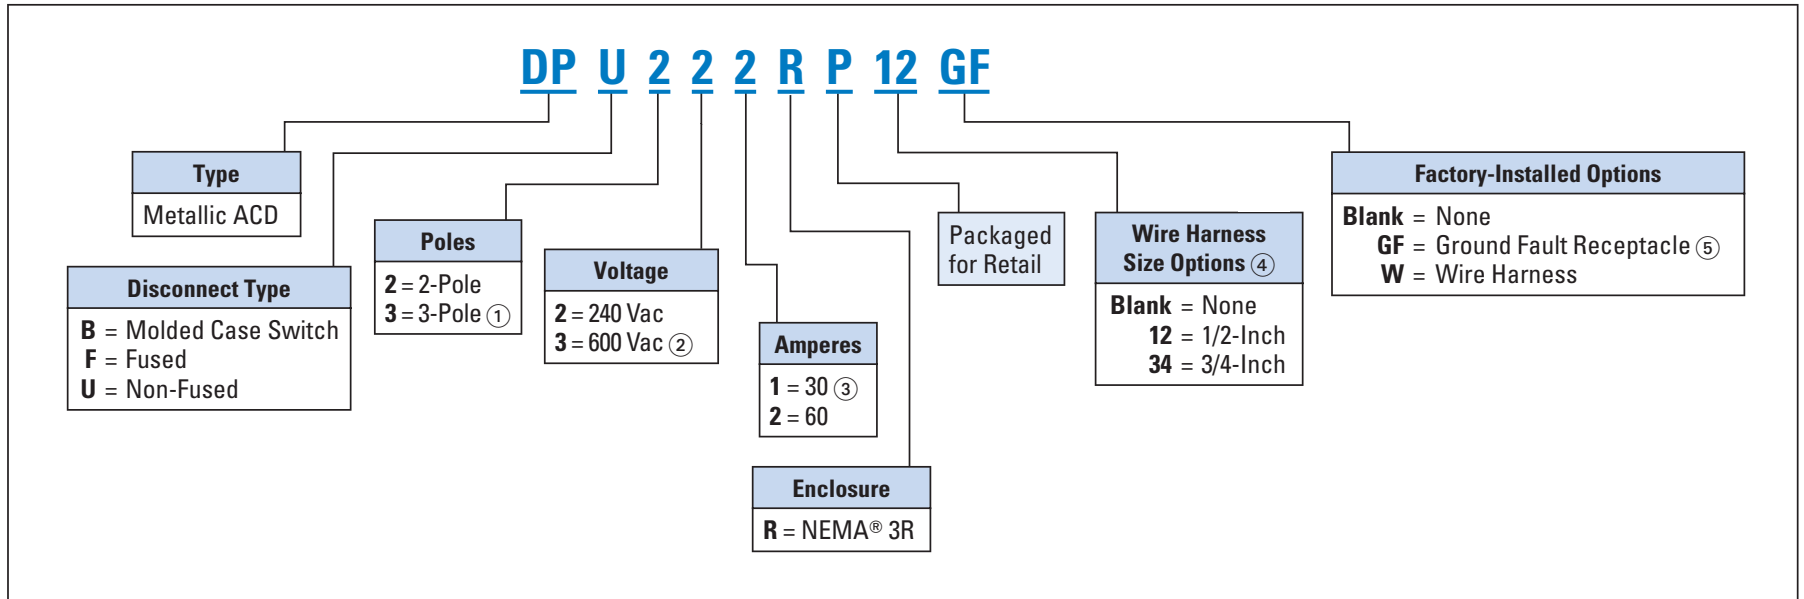 DP U 2 2 2 R P 12 GF
Type
Metallic ACD
Disconnect Type
B = Molded Case Switch
F = Fused
U = Non-Fused
Poles
2 = 2-Pole
3 = 3-Pole ①
Voltage
2 = 240 Vac
3 = 600 Vac ②
Amperes
1 = 30 ③
2 = 60
Enclosure
R = NEMA® 3R
Packaged
for Retail
Wire Harness
Size Options ④
Blank = None
12 = 1/2-Inch
34 = 3/4-Inch
Factory-Installed Options
Blank = None
GF = Ground Fault Receptacle ⑤
W = Wire Harness